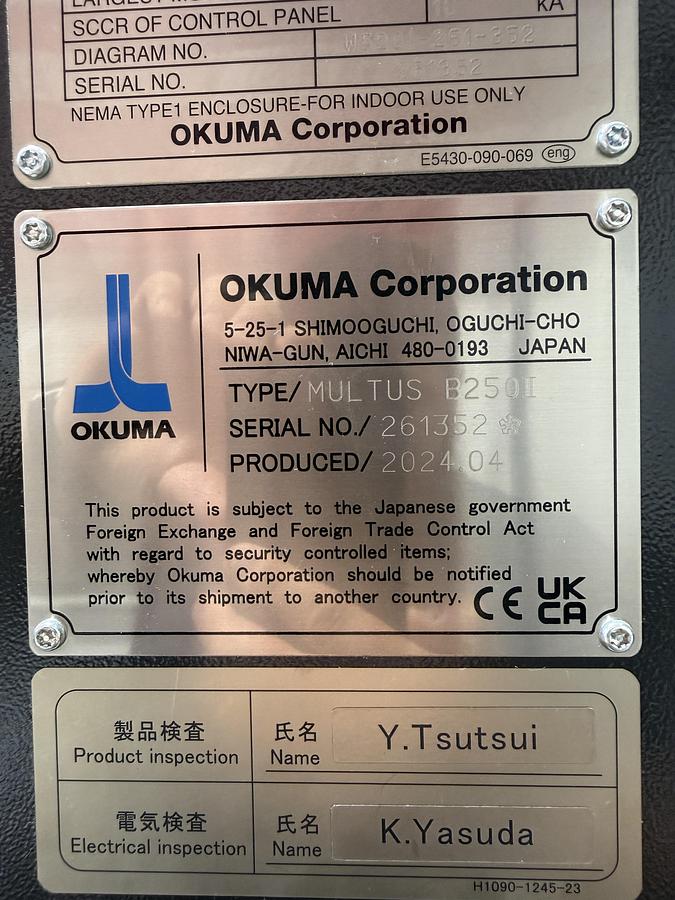 SCCR OF CONTROL PANEL KA
DIAGRAM NO.
SERIAL NO. 261352
NEMA TYPE1 ENCLOSURE-FOR INDOOR USE ONLY
OKUMA Corporation
E5430-090-069 eng
OKUMA
OKUMA Corporation
5-25-1 SHIMOOGUCHI, OGUCHI-CHO
NIWA-GUN, AICHI 480-0193 JAPAN
TYPE/ MULTUS B250II
SERIAL NO./ 261352
PRODUCED/ 2024.04
This product is subject to the Japanese government
Foreign Exchange and Foreign Trade Control Act
with regard to security controlled items;
whereby Okuma Corporation should be notified
prior to its shipment to another country.
CE UK
CA
製品検査 氏名 Y.Tsutsui
Product inspection Name
電気検査 氏名 K.Yasuda
Electrical inspection Name
H1090-1245-23